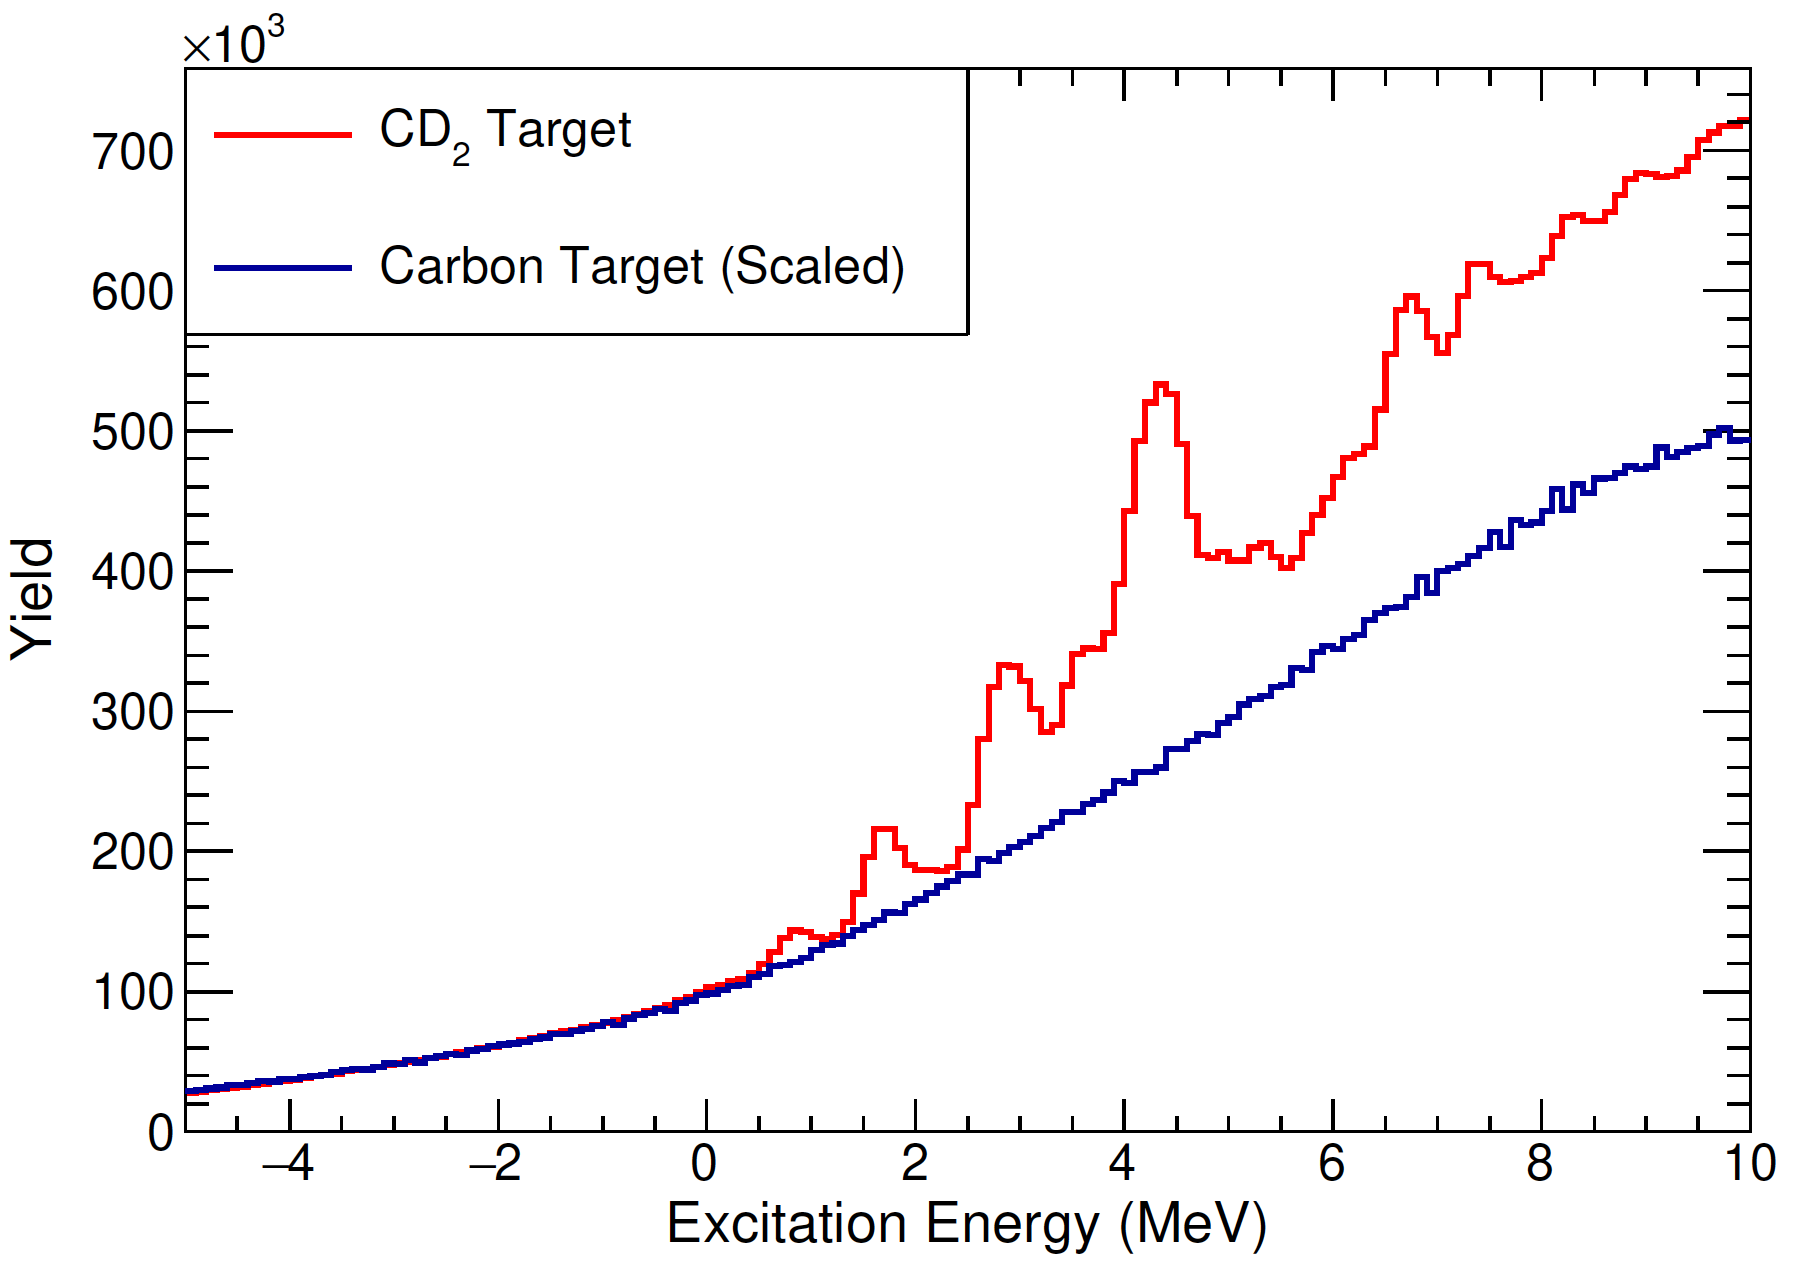 ×10³
CD₂ Target
Carbon Target (Scaled)
700
600
500
400
300
200
100
0
Yield
−4 −2 0 2 4 6 8 10
Excitation Energy (MeV)